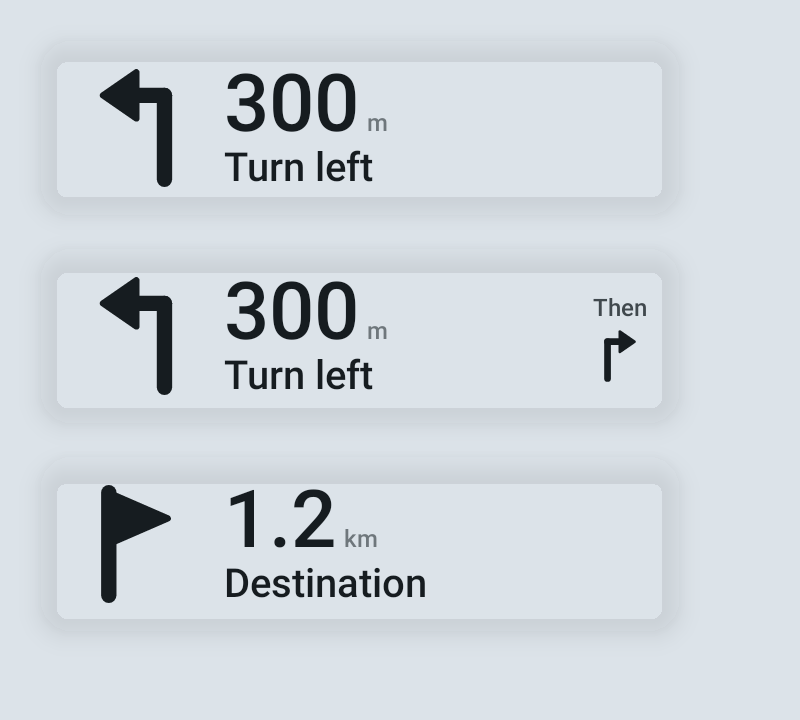 300 m
Turn left
300 m
Turn left
Then
1.2 km
Destination